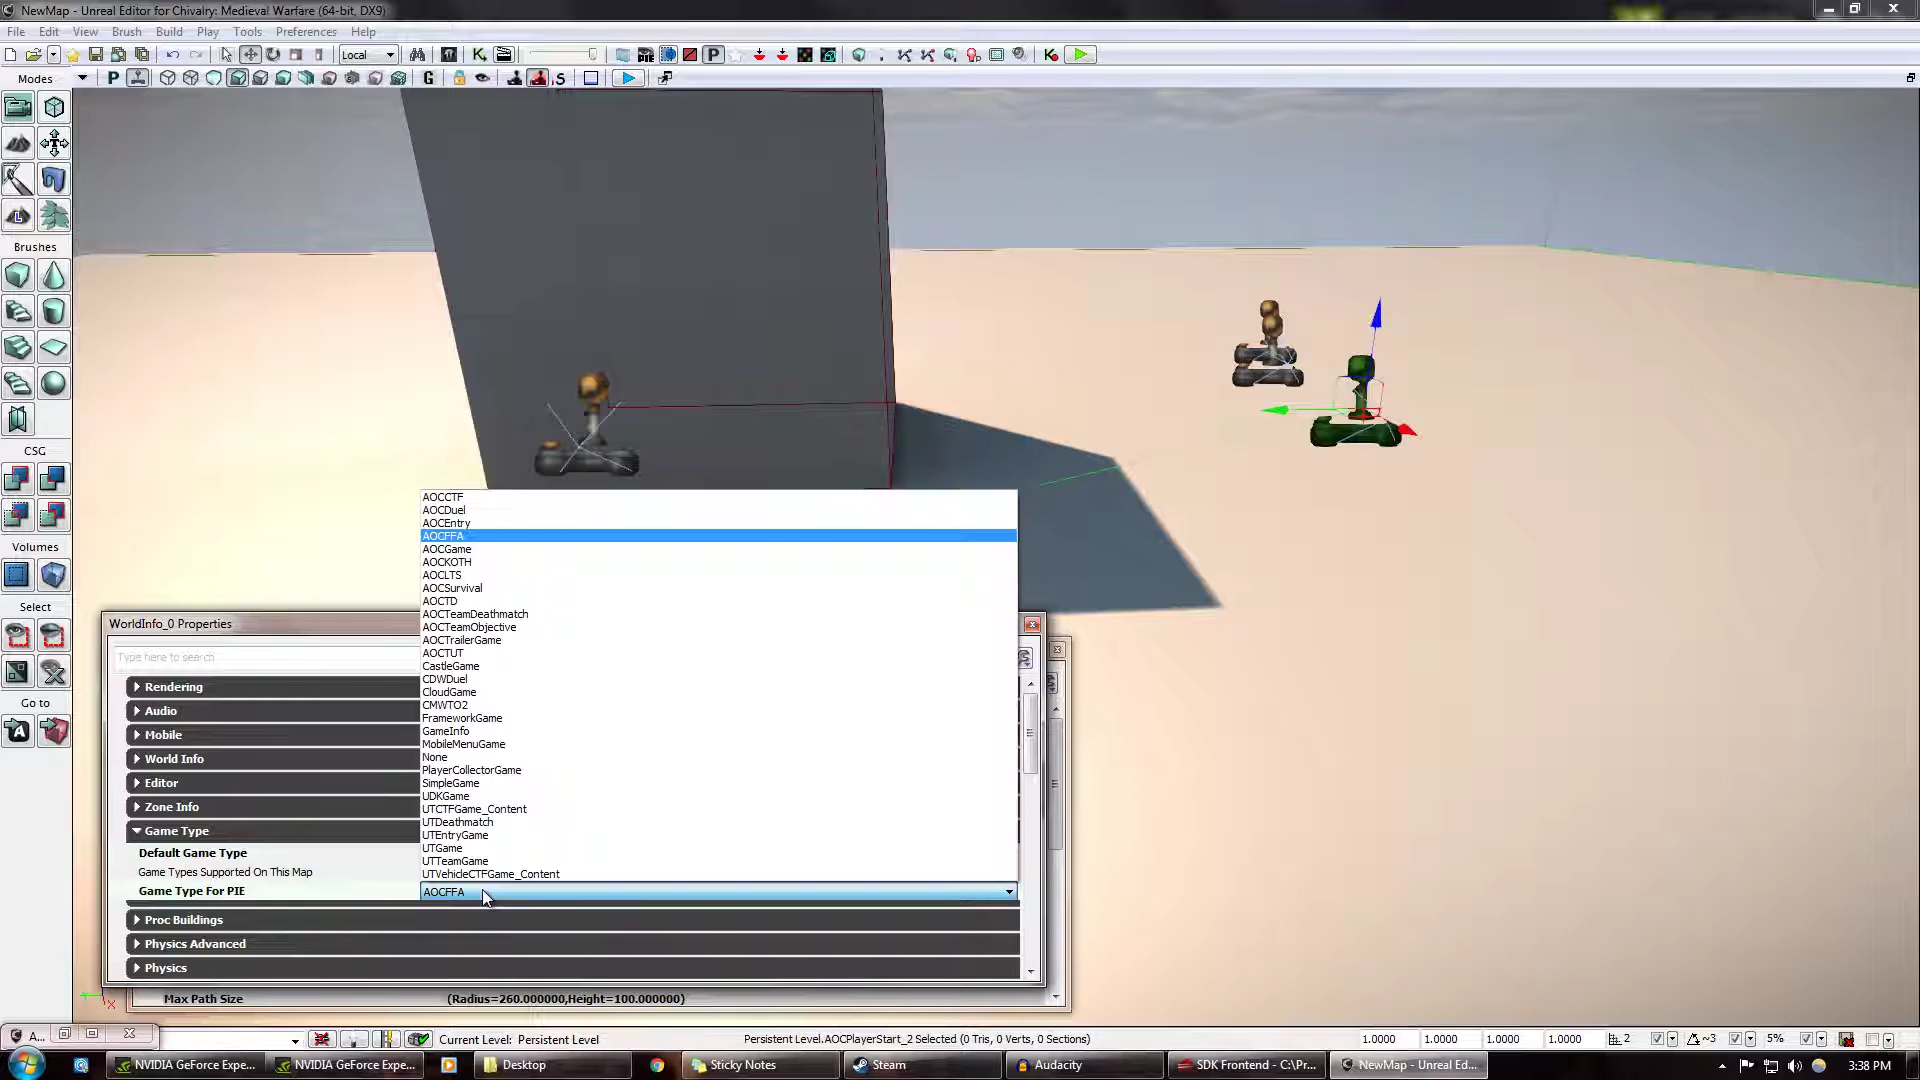 NewMap - Unreal Editor for Chivalry: Medieval Warfare (64-bit, DX9)
File Edit View Brush Build Play Tools Preferences Help
Local
Modes
P
G
S
Brushes
CSG
Volumes
Select
Go to
AOCCTF
AOCDuel
AOCEntry
AOCFFA
AOCGame
AOCKOTH
AOCLTS
AOCSurvival
AOCTD
AOCTeamDeathmatch
AOCTeamObjective
AOCTrailerGame
AOCTUT
CastleGame
CDWDuel
CloudGame
CMWTO2
FrameworkGame
GameInfo
MobileMenuGame
None
PlayerCollectorGame
SimpleGame
UDKGame
UTCTFGame_Content
UTDeathmatch
UTEntryGame
UTGame
UTTeamGame
UTVehicleCTFGame_Content
WorldInfo_0 Properties
Type here to search
Rendering
Audio
Mobile
World Info
Editor
Zone Info
Game Type
Default Game Type
Game Types Supported On This Map
Game Type For PIE AOCFFA
Proc Buildings
Physics Advanced
Physics
Max Path Size (Radius=260.000000,Height=100.000000)
A...
Current Level: Persistent Level
Persistent Level.AOCPlayerStart_2 Selected (0 Tris, 0 Verts, 0 Sections)
1.0000 1.0000 1.0000 1.0000 2 ~3 5%
NVIDIA GeForce Expe... NVIDIA GeForce Expe... Desktop Sticky Notes Steam Audacity SDK Frontend - C:\Pr... NewMap - Unreal Ed... 3:38 PM